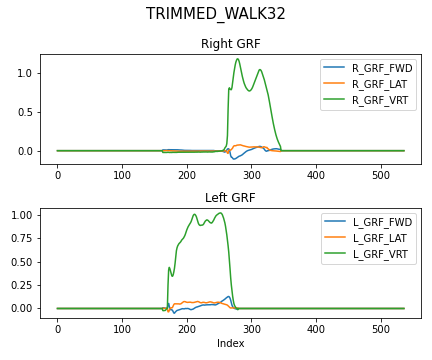 TRIMMED_WALK32
Right GRF
1.0
0.5
0.0
R_GRF_FWD
R_GRF_LAT
R_GRF_VRT
0 100 200 300 400 500
Left GRF
1.00
0.75
0.50
0.25
0.00
L_GRF_FWD
L_GRF_LAT
L_GRF_VRT
0 100 200 300 400 500
Index